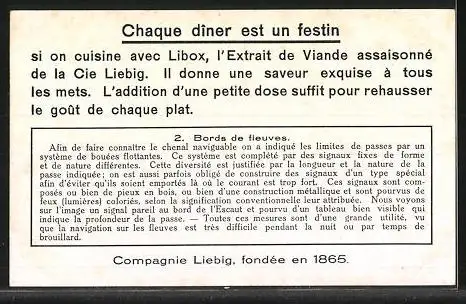 Chaque dîner est un festin
si on cuisine avec Libox, l'Extrait de Viande assaisonné
de la Cie Liebig. Il donne une saveur exquise à tous
les mets. L'addition d'une petite dose suffit pour rehausser
le goût de chaque plat.
2. Bords de fleuves.
Afin de faire connaître le chenal naviguable on a indiqué les limites de passes par un
système de bouées flottantes. Ce système est complété par des signaux fixes de forme
et de nature différentes. Cette diversité est justifiée par la longueur et la nature de la
passe indiquée; on est aussi parfois obligé de construire des signaux d'un type spécial
afin d'éviter qu'ils soient emportés là où le courant est trop fort. Ces signaux sont com-
posés ou bien de pieux en bois, ou bien d'une construction métallique et sont pourvus de
feux (lumières) coloriés, selon la signification conventionnelle leur attribuée. Nous voyons
sur l'image un signal pareil au bord de l'Escaut et pourvu d'un tableau bien visible qui
indique la profondeur de la passe. — Toutes ces mesures sont d'une grande utilité, vu
que la navigation sur les fleuves est très difficile pendant la nuit ou par temps de
brouillard.
Compagnie Liebig, fondée en 1865.